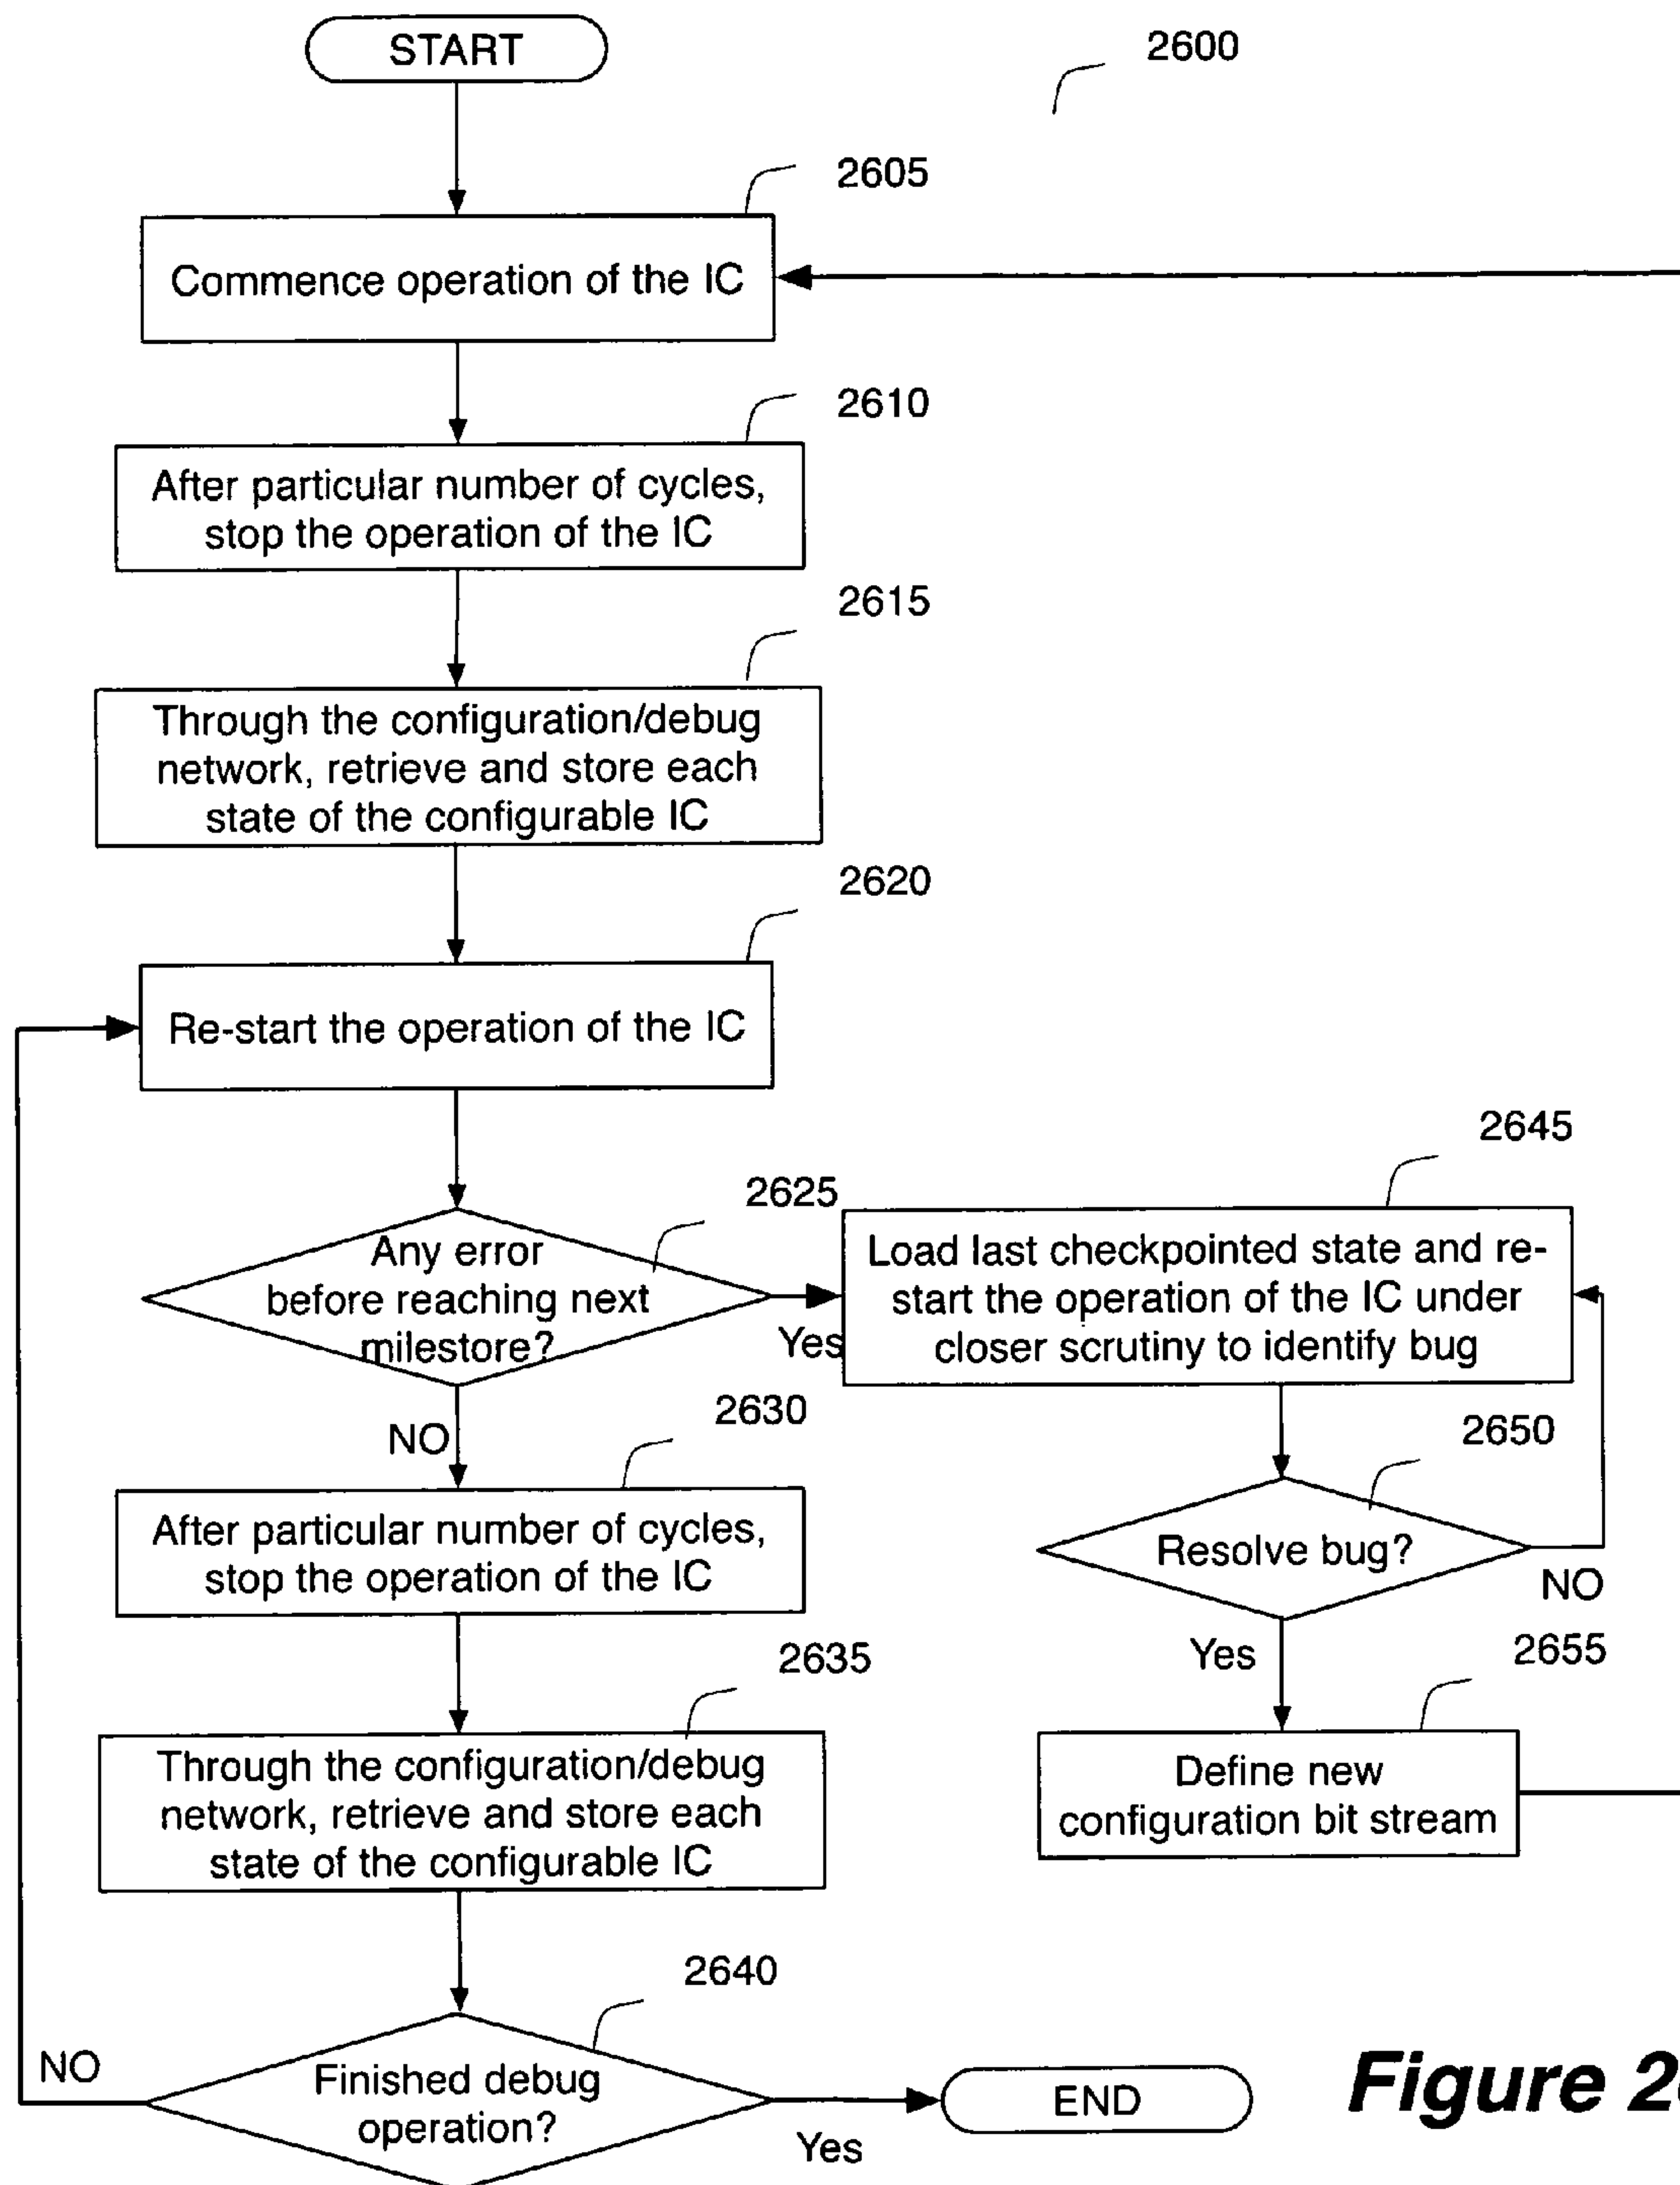 START
2600
2605
Commence operation of the IC
2610
After particular number of cycles,
stop the operation of the IC
2615
Through the configuration/debug
network, retrieve and store each
state of the configurable IC
2620
Re-start the operation of the IC
2625
Any error
before reaching next
milestore?
Yes
NO
2645
Load last checkpointed state and re-
start the operation of the IC under
closer scrutiny to identify bug
2630
After particular number of cycles,
stop the operation of the IC
2650
Resolve bug?
NO
Yes
2635
Through the configuration/debug
network, retrieve and store each
state of the configurable IC
2655
Define new
configuration bit stream
2640
Finished debug
operation?
NO
Yes
END
Figure